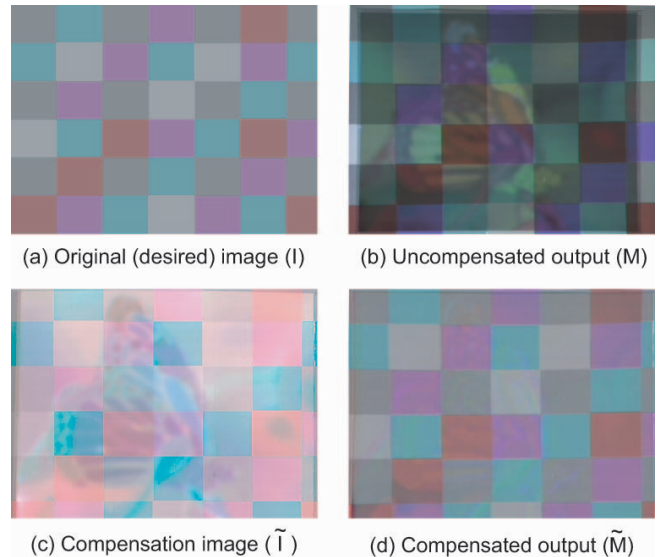 (a) Original (desired) image (I)
(b) Uncompensated output (M)
(c) Compensation image (Ĩ)
(d) Compensated output (M̃)